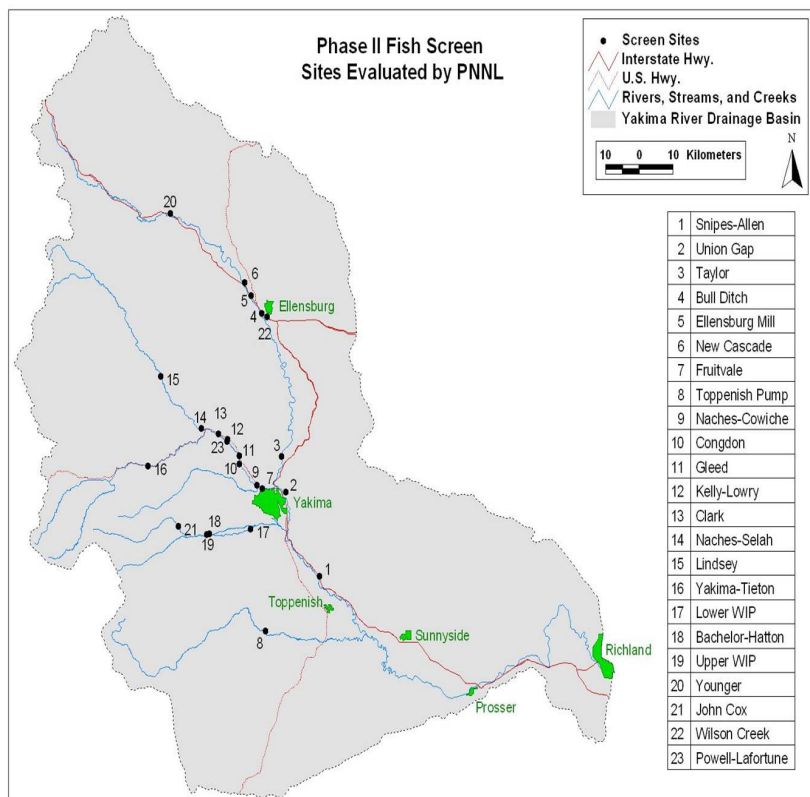 Phase II Fish Screen
Sites Evaluated by PNNL
Screen Sites
Interstate Hwy.
U.S. Hwy.
Rivers, Streams, and Creeks
Yakima River Drainage Basin
10 0 10 Kilometers
N
20
6
5
Ellensburg
4
22
15
14
13
12
23
11
10
3
16
9
7
2
Yakima
21
18
19
17
1
Toppenish
8
Sunnyside
Richland
Prosser
1 Snipes-Allen
2 Union Gap
3 Taylor
4 Bull Ditch
5 Ellensburg Mill
6 New Cascade
7 Fruitvale
8 Toppenish Pump
9 Naches-Cowiche
10 Congdon
11 Gleed
12 Kelly-Lowry
13 Clark
14 Naches-Selah
15 Lindsey
16 Yakima-Tieton
17 Lower WIP
18 Bachelor-Hatton
19 Upper WIP
20 Younger
21 John Cox
22 Wilson Creek
23 Powell-Lafortune